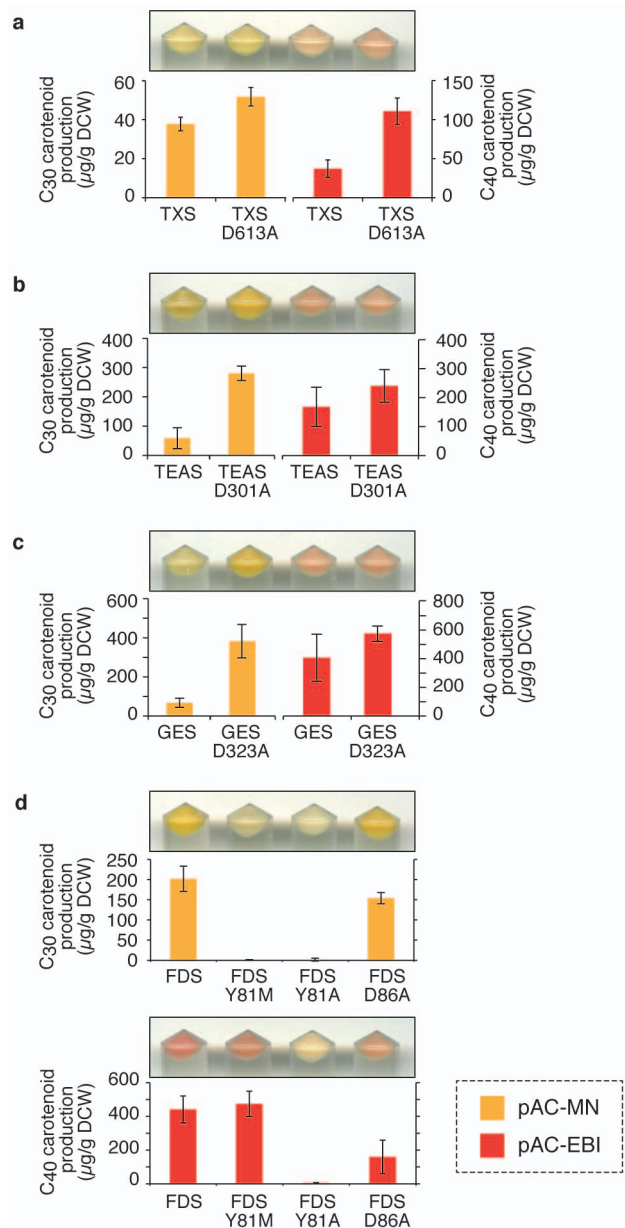 a
C30 carotenoid
production
(µg/g DCW)
60
40
20
0
TXS
TXS
D613A
TXS
TXS
D613A
150
100
50
0
C40 carotenoid
production
(µg/g DCW)
b
C30 carotenoid
production
(µg/g DCW)
400
300
200
100
0
TEAS
TEAS
D301A
TEAS
TEAS
D301A
400
300
200
100
0
C40 carotenoid
production
(µg/g DCW)
c
C30 carotenoid
production
(µg/g DCW)
600
400
200
0
GES
GES
D323A
GES
GES
D323A
800
600
400
200
0
C40 carotenoid
production
(µg/g DCW)
d
C30 carotenoid
production
(µg/g DCW)
250
200
150
100
50
0
FDS
FDS
Y81M
FDS
Y81A
FDS
D86A
C40 carotenoid
production
(µg/g DCW)
600
400
200
0
FDS
FDS
Y81M
FDS
Y81A
FDS
D86A
pAC-MN
pAC-EBI